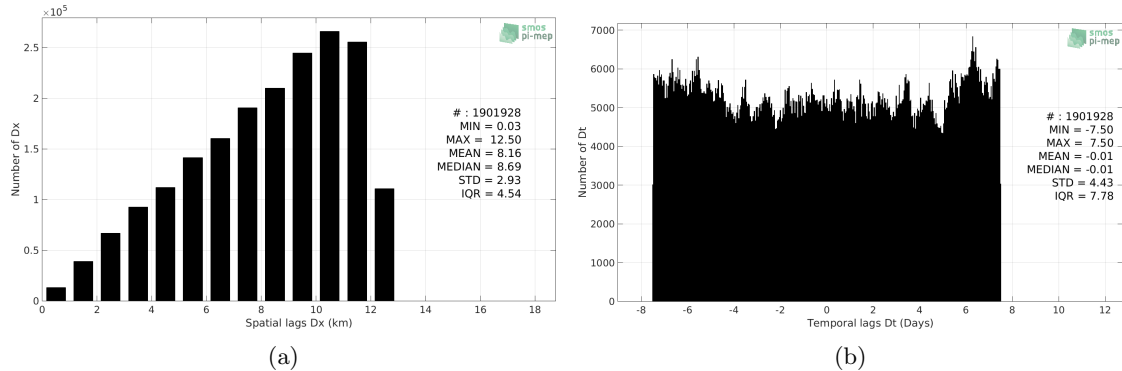 ×10⁵
2.5
2
1.5
1
0.5
0
Number of Dx
0 2 4 6 8 10 12 14 16 18
Spatial lags Dx (km)
smos
pi-mep
# : 1901928
MIN = 0.03
MAX = 12.50
MEAN = 8.16
MEDIAN = 8.69
STD = 2.93
IQR = 4.54
(a)
7000
6000
5000
4000
3000
2000
1000
0
Number of Dt
-8 -6 -4 -2 0 2 4 6 8 10 12
Temporal lags Dt (Days)
smos
pi-mep
# : 1901928
MIN = -7.50
MAX = 7.50
MEAN = -0.01
MEDIAN = -0.01
STD = 4.43
IQR = 7.78
(b)